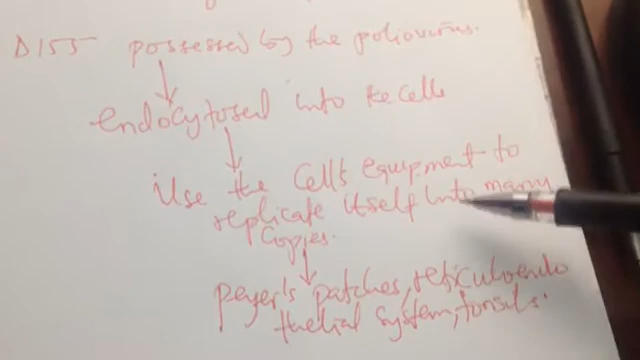 D155 possessed by the poliovirus.
endocytosed into the cells
Use the cell's equipment to
replicate itself into many
copies.
peyer's patches, reticuloendo
thelial system, tonsils.